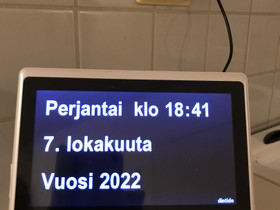 Perjantai klo 18:41
7. lokakuuta
Vuosi 2022